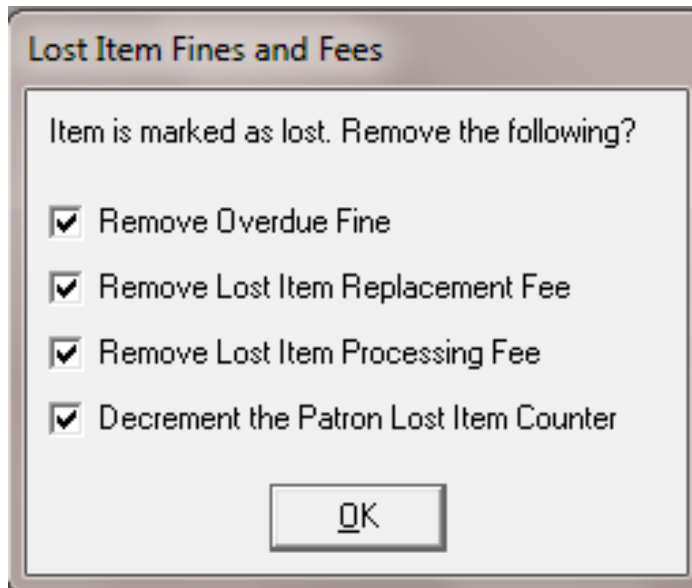 Lost Item Fines and Fees
Item is marked as lost. Remove the following?
Remove Overdue Fine
Remove Lost Item Replacement Fee
Remove Lost Item Processing Fee
Decrement the Patron Lost Item Counter
OK